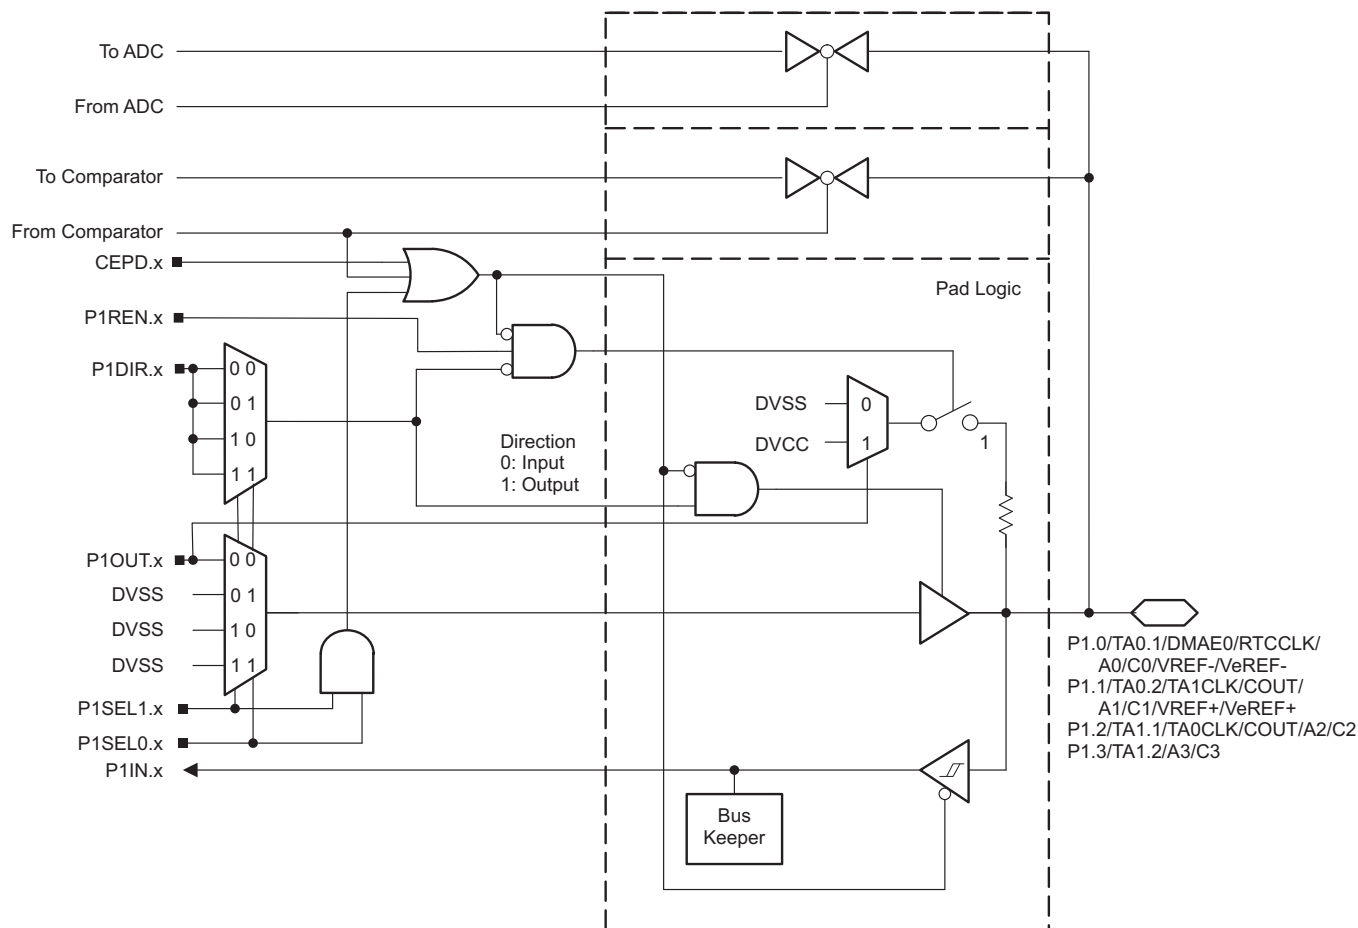 To ADC
From ADC
To Comparator
From Comparator
CEPD.x
Pad Logic
P1REN.x
P1DIR.x
0 0
0 1
1 0
1 1
DVSS
0
DVCC
1
1
Direction
0: Input
1: Output
P1OUT.x
0 0
DVSS
0 1
DVSS
1 0
DVSS
1 1
P1.0/TA0.1/DMAE0/RTCCLK/
A0/C0/VREF-/VeREF-
P1.1/TA0.2/TA1CLK/COUT/
A1/C1/VREF+/VeREF+
P1.2/TA1.1/TA0CLK/COUT/A2/C2
P1.3/TA1.2/A3/C3
P1SEL1.x
P1SEL0.x
P1IN.x
Bus
Keeper